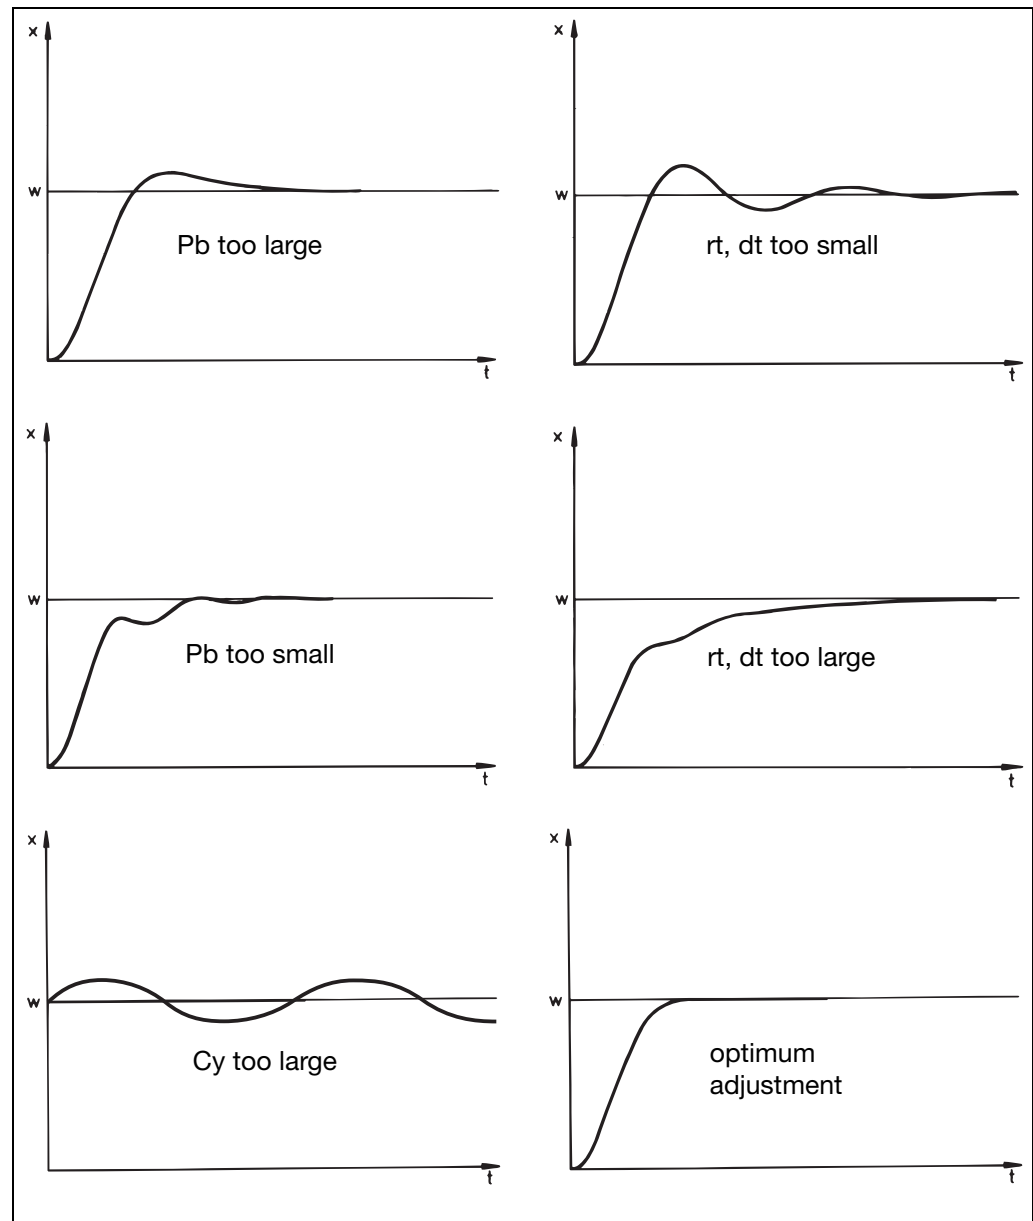 x
w
Pb too large
t
x
w
rt, dt too small
t
x
w
Pb too small
t
x
w
rt, dt too large
t
x
w
Cy too large
t
x
w
optimum
adjustment
t